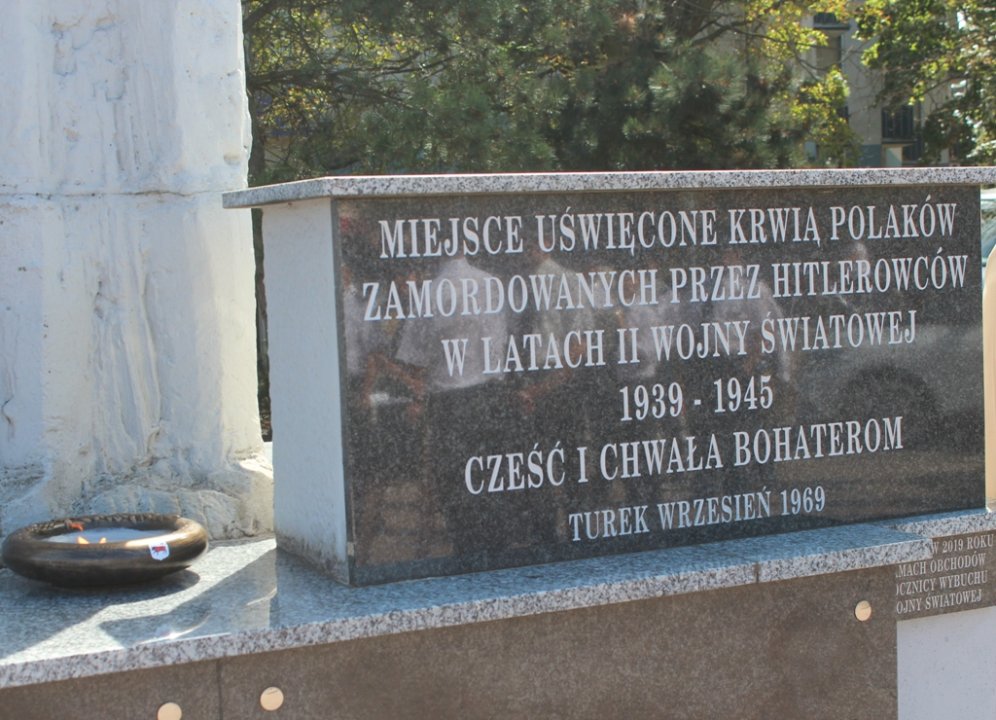 MIEJSCE UŚWIĘCONE KRWIĄ POLAKÓW
ZAMORDOWANYCH PRZEZ HITLEROWCÓW
W LATACH II WOJNY ŚWIATOWEJ
1939 - 1945
CZEŚĆ I CHWAŁA BOHATEROM
TUREK WRZESIEŃ 1969
W 2019 ROKU
OBCHODÓW
WYBUCHU
ŚWIATOWEJ